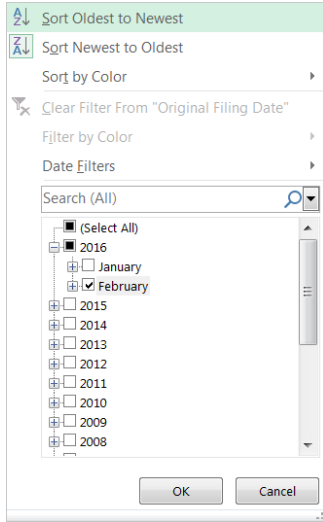 Sort Oldest to Newest
Sort Newest to Oldest
Sort by Color
Clear Filter From "Original Filing Date"
Filter by Color
Date Filters
Search (All)
(Select All)
2016
January
February
2015
2014
2013
2012
2011
2010
2009
2008
OK
Cancel